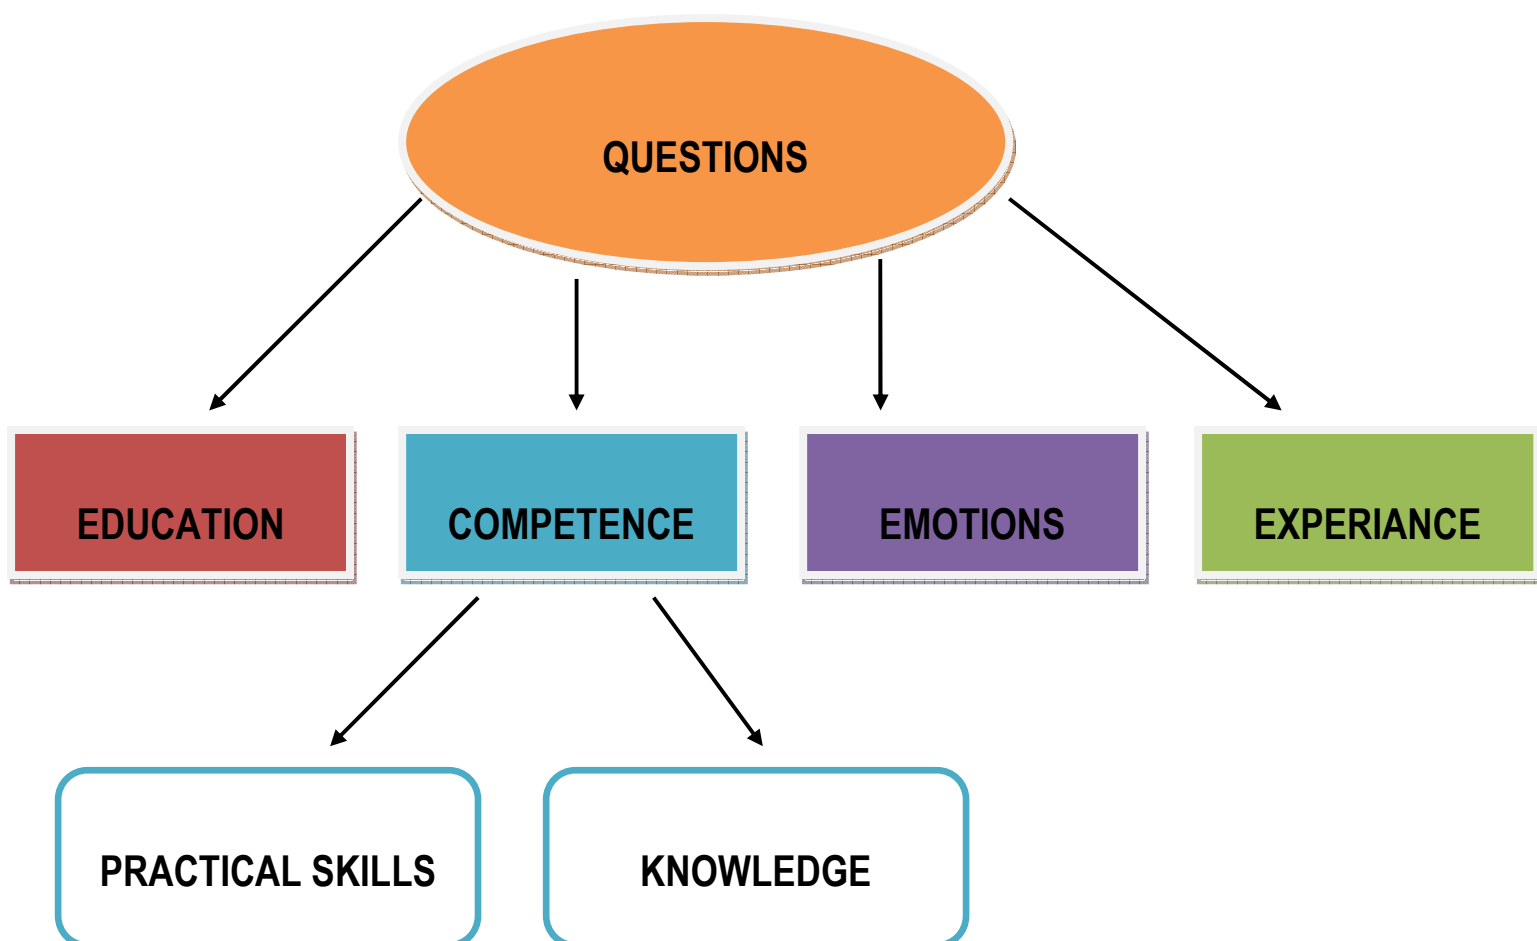 QUESTIONS
EDUCATION
COMPETENCE
EMOTIONS
EXPERIANCE
PRACTICAL SKILLS
KNOWLEDGE